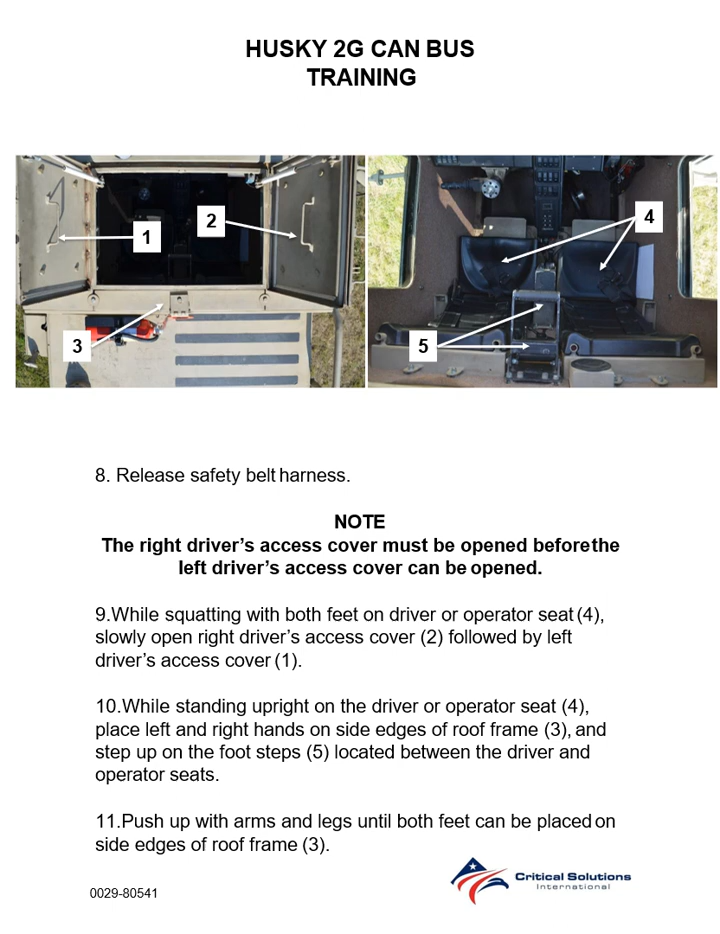 HUSKY 2G CAN BUS
TRAINING
1
2
3
4
5
8. Release safety belt harness.
NOTE
The right driver's access cover must be opened before the
left driver's access cover can be opened.
9.While squatting with both feet on driver or operator seat (4),
slowly open right driver's access cover (2) followed by left
driver's access cover (1).
10.While standing upright on the driver or operator seat (4),
place left and right hands on side edges of roof frame (3), and
step up on the foot steps (5) located between the driver and
operator seats.
11.Push up with arms and legs until both feet can be placed on
side edges of roof frame (3).
0029-80541
Critical Solutions
International